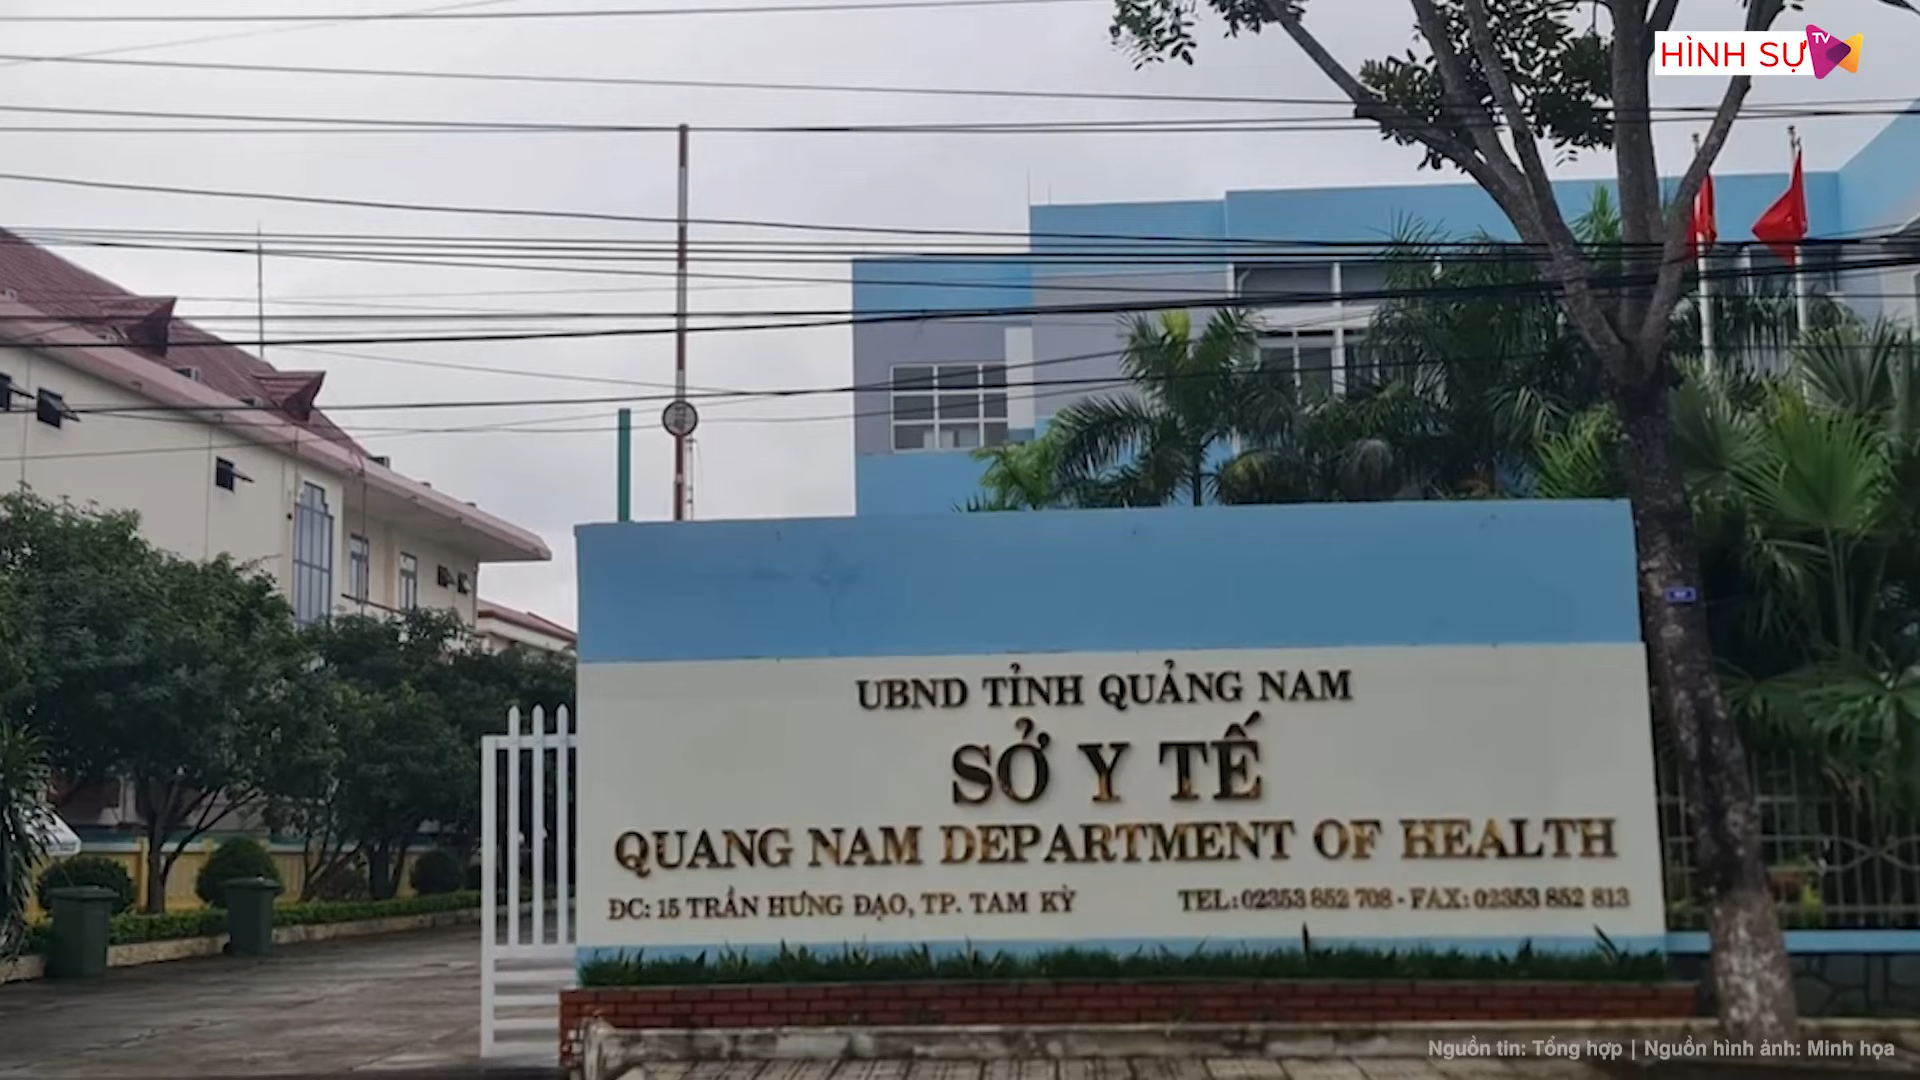 HÌNH SỰ TV
UBND TỈNH QUẢNG NAM
SỞ Y TẾ
QUANG NAM DEPARTMENT OF HEALTH
ĐC: 15 TRẦN HƯNG ĐẠO, TP. TAM KỲ TEL: 02353 852 708 - FAX: 02353 852 813
Nguồn tin: Tổng hợp | Nguồn hình ảnh: Minh họa